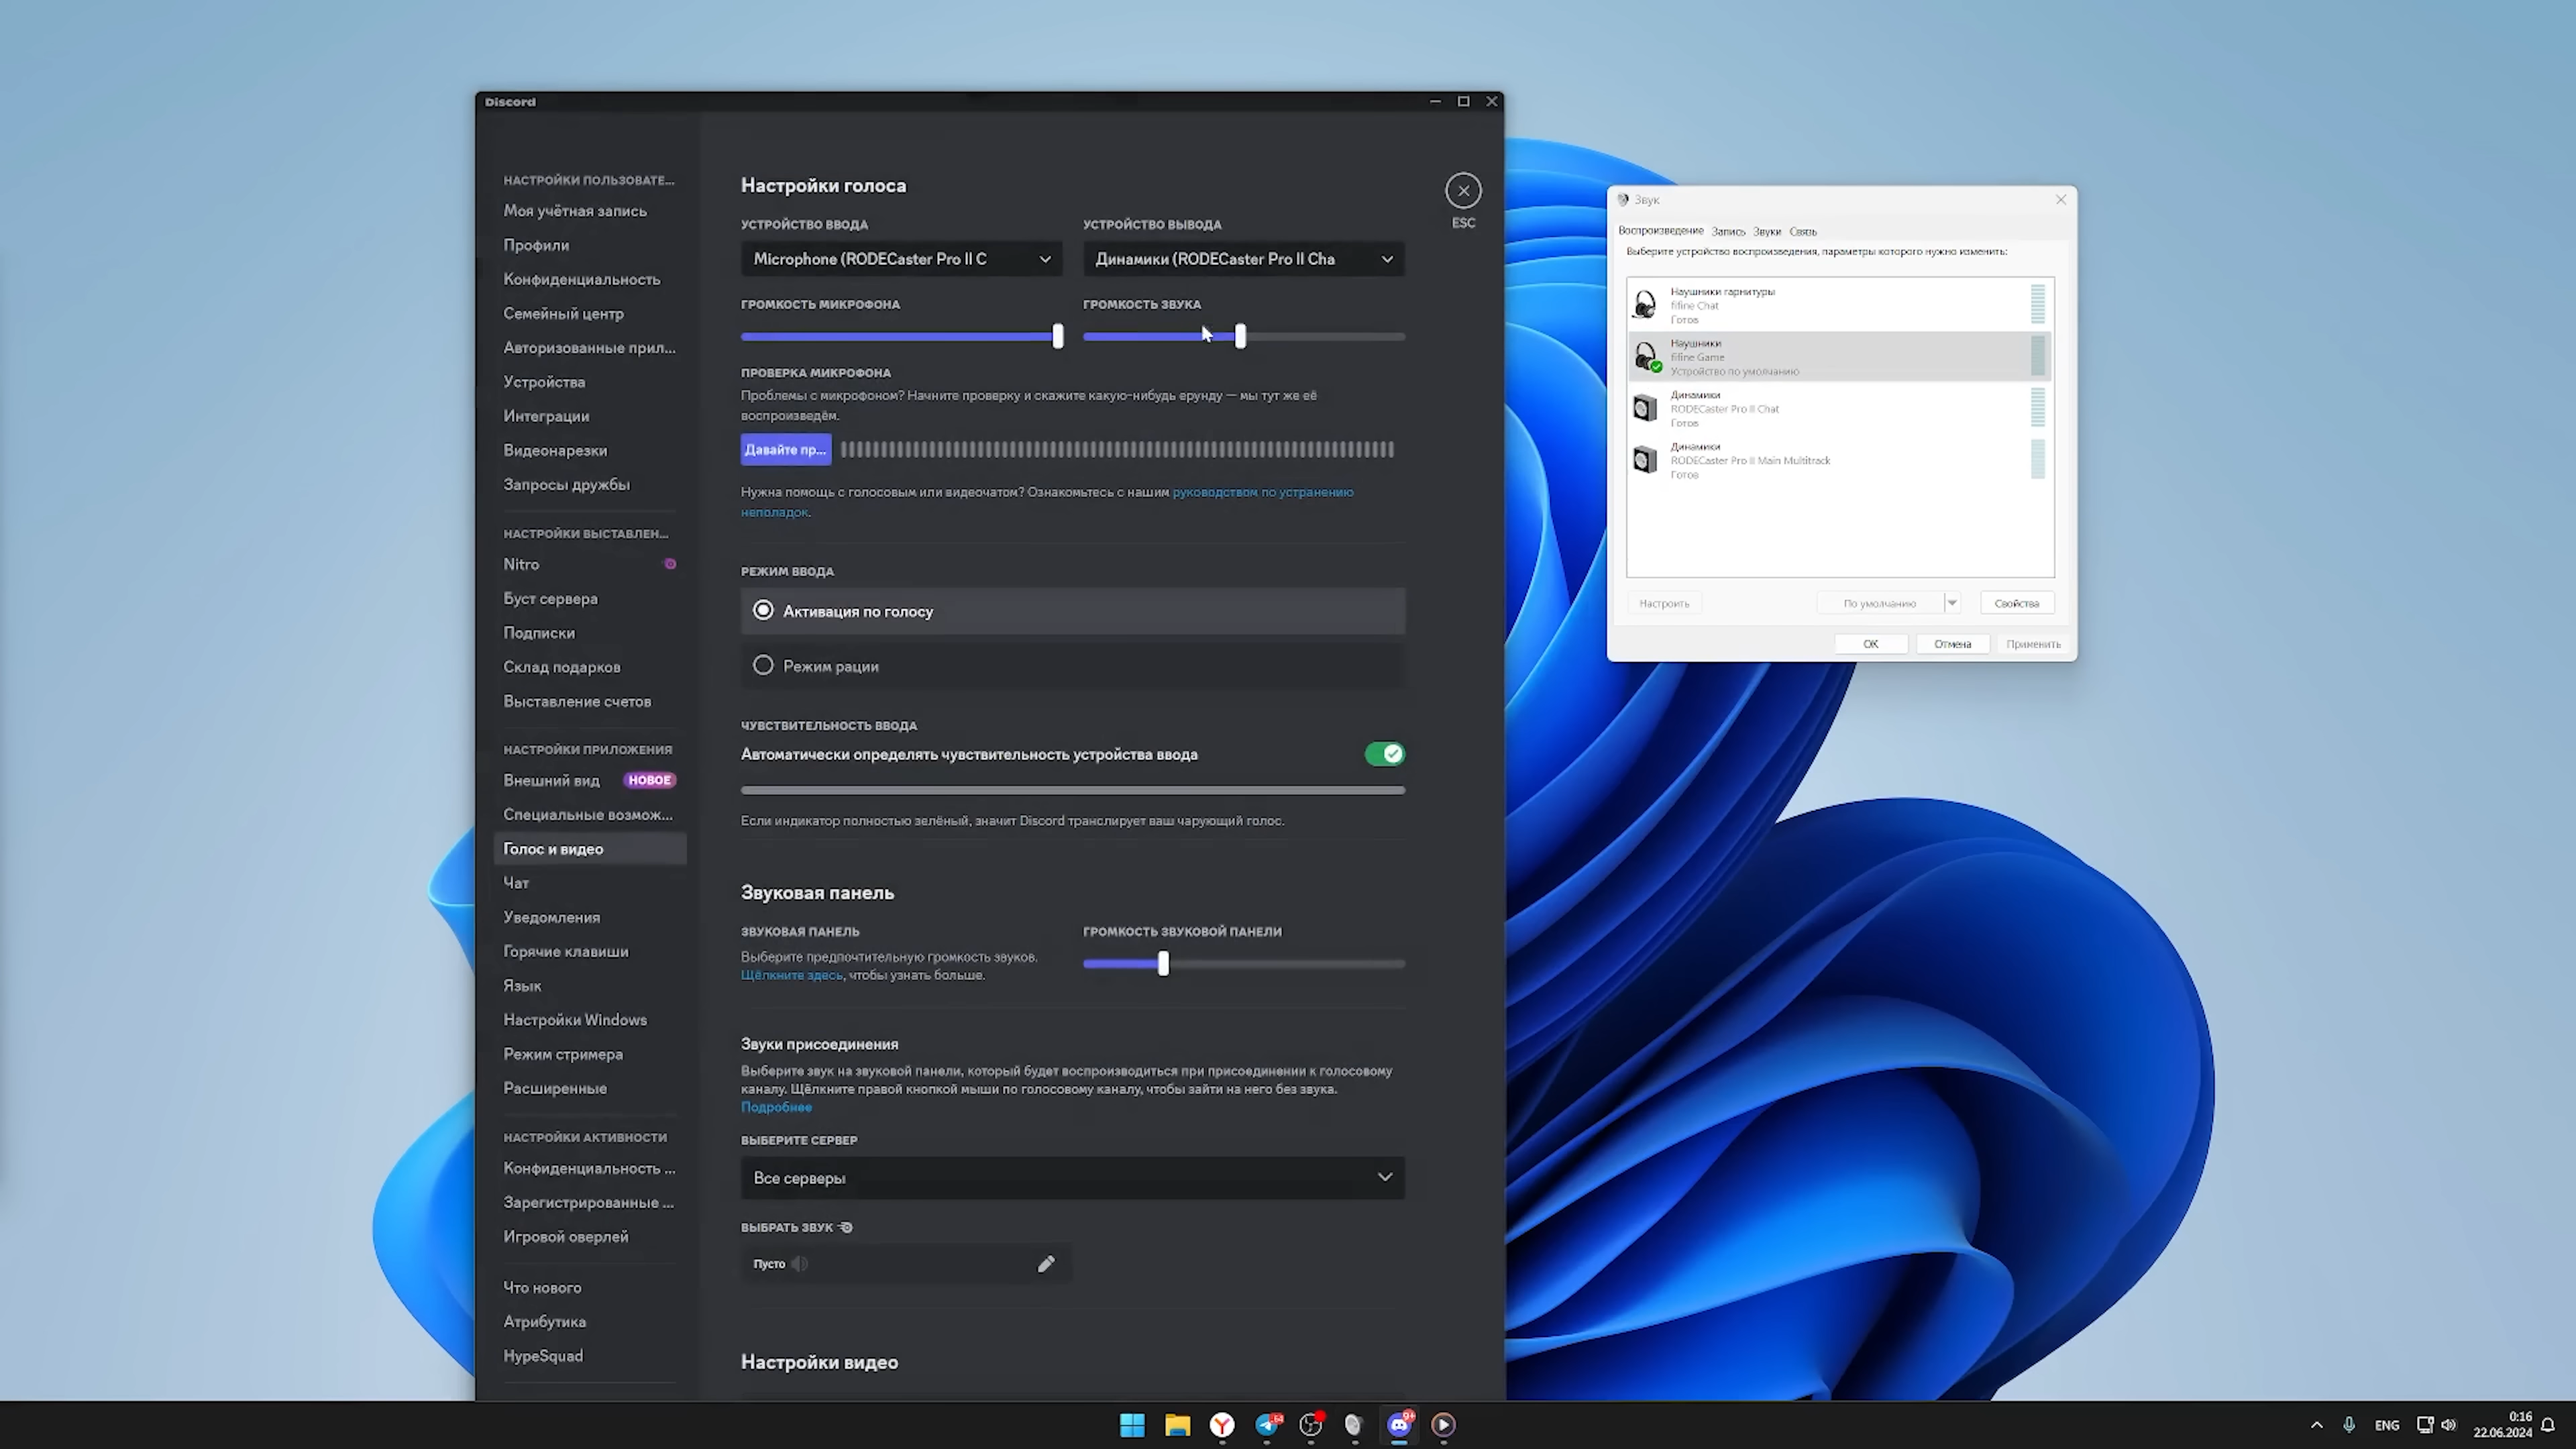 Discord
НАСТРОЙКИ ПОЛЬЗОВАТЕ...
Моя учётная запись
Профили
Конфиденциальность
Семейный центр
Авторизованные прил...
Устройства
Интеграции
Видеонарезки
Запросы дружбы
НАСТРОЙКИ ВЫСТАВЛЕН...
Nitro
Буст сервера
Подписки
Склад подарков
Выставление счетов
НАСТРОЙКИ ПРИЛОЖЕНИЯ
Внешний вид НОВОЕ
Специальные возмож...
Голос и видео
Чат
Уведомления
Горячие клавиши
Язык
Настройки Windows
Режим стримера
Расширенные
НАСТРОЙКИ АКТИВНОСТИ
Конфиденциальность ...
Зарегистрированные ...
Игровой оверлей
Что нового
Атрибутика
HypeSquad
Настройки голоса
ESC
УСТРОЙСТВО ВВОДА
УСТРОЙСТВО ВЫВОДА
Microphone (RODECaster Pro II C
Динамики (RODECaster Pro II Cha
ГРОМКОСТЬ МИКРОФОНА
ГРОМКОСТЬ ЗВУКА
ПРОВЕРКА МИКРОФОНА
Проблемы с микрофоном? Начните проверку и скажите какую-нибудь ерунду — мы тут же её
воспроизведём.
Давайте пр...
Нужна помощь с голосовым или видеочатом? Ознакомьтесь с нашим руководством по устранению
неполадок.
РЕЖИМ ВВОДА
Активация по голосу
Режим рации
ЧУВСТВИТЕЛЬНОСТЬ ВВОДА
Автоматически определять чувствительность устройства ввода
Если индикатор полностью зелёный, значит Discord транслирует ваш чарующий голос.
Звуковая панель
ЗВУКОВАЯ ПАНЕЛЬ
ГРОМКОСТЬ ЗВУКОВОЙ ПАНЕЛИ
Выберите предпочтительную громкость звуков.
Щёлкните здесь, чтобы узнать больше.
Звуки присоединения
Выберите звук на звуковой панели, который будет воспроизводиться при присоединении к голосовому
каналу. Щёлкните правой кнопкой мыши по голосовому каналу, чтобы зайти на него без звука.
Подробнее
ВЫБЕРИТЕ СЕРВЕР
Все серверы
ВЫБРАТЬ ЗВУК
Пусто
Настройки видео
Звук
Воспроизведение Запись Звуки Связь
Выберите устройство воспроизведения, параметры которого нужно изменить:
Наушники гарнитуры
fifine Chat
Готов
Наушники
fifine Game
Устройство по умолчанию
Динамики
RODECaster Pro II Chat
Готов
Динамики
RODECaster Pro II Main Multitrack
Готов
Настроить
По умолчанию
Свойства
ОК
Отмена
Применить
ENG
0:16
22.06.2024